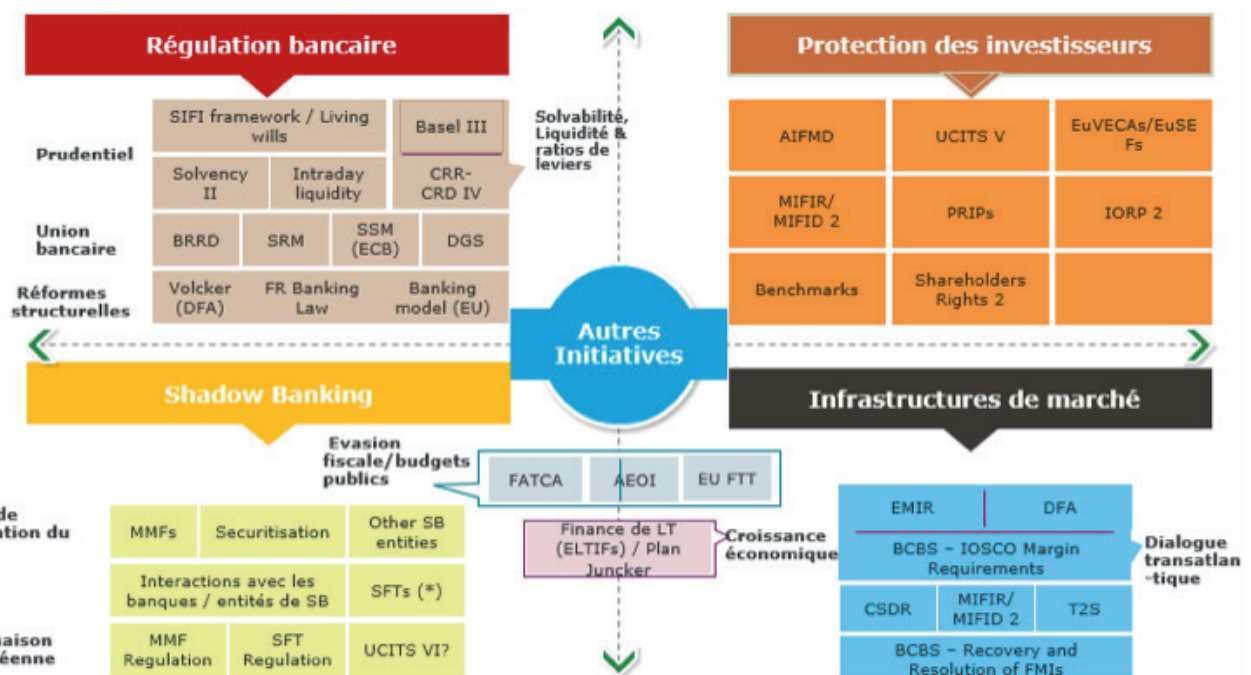 Régulation bancaire
Prudentiel
SIFI framework / Living
wills
Basel III
Solvency
II
Intraday
liquidity
CRR-
CRD IV
Solvabilité,
Liquidité &
ratios de
leviers
Union
bancaire
BRRD
SRM
SSM
(ECB)
DGS
Réformes
structurelles
Volcker
(DFA)
FR Banking
Law
Banking
model (EU)
Protection des investisseurs
AIFMD
UCITS V
EuVECAs/EuSE
Fs
MIFIR/
MIFID 2
PRIPs
IORP 2
Benchmarks
Shareholders
Rights 2
Autres
Initiatives
Shadow Banking
Infrastructures de marché
Evasion
fiscale/budgets
publics
FATCA
AEOI
EU FTT
Finance de LT
(ELTIFs) / Plan
Juncker
Croissance
économique
de
du
MMFs
Securitisation
Other SB
entities
Interactions avec les
banques / entités de SB
SFTs (*)
MMF
Regulation
SFT
Regulation
UCITS VI?
EMIR
DFA
BCBS – IOSCO Margin
Requirements
Dialogue
transatlan
-tique
CSDR
MIFIR/
MIFID 2
T2S
BCBS – Recovery and
Resolution of FMIs